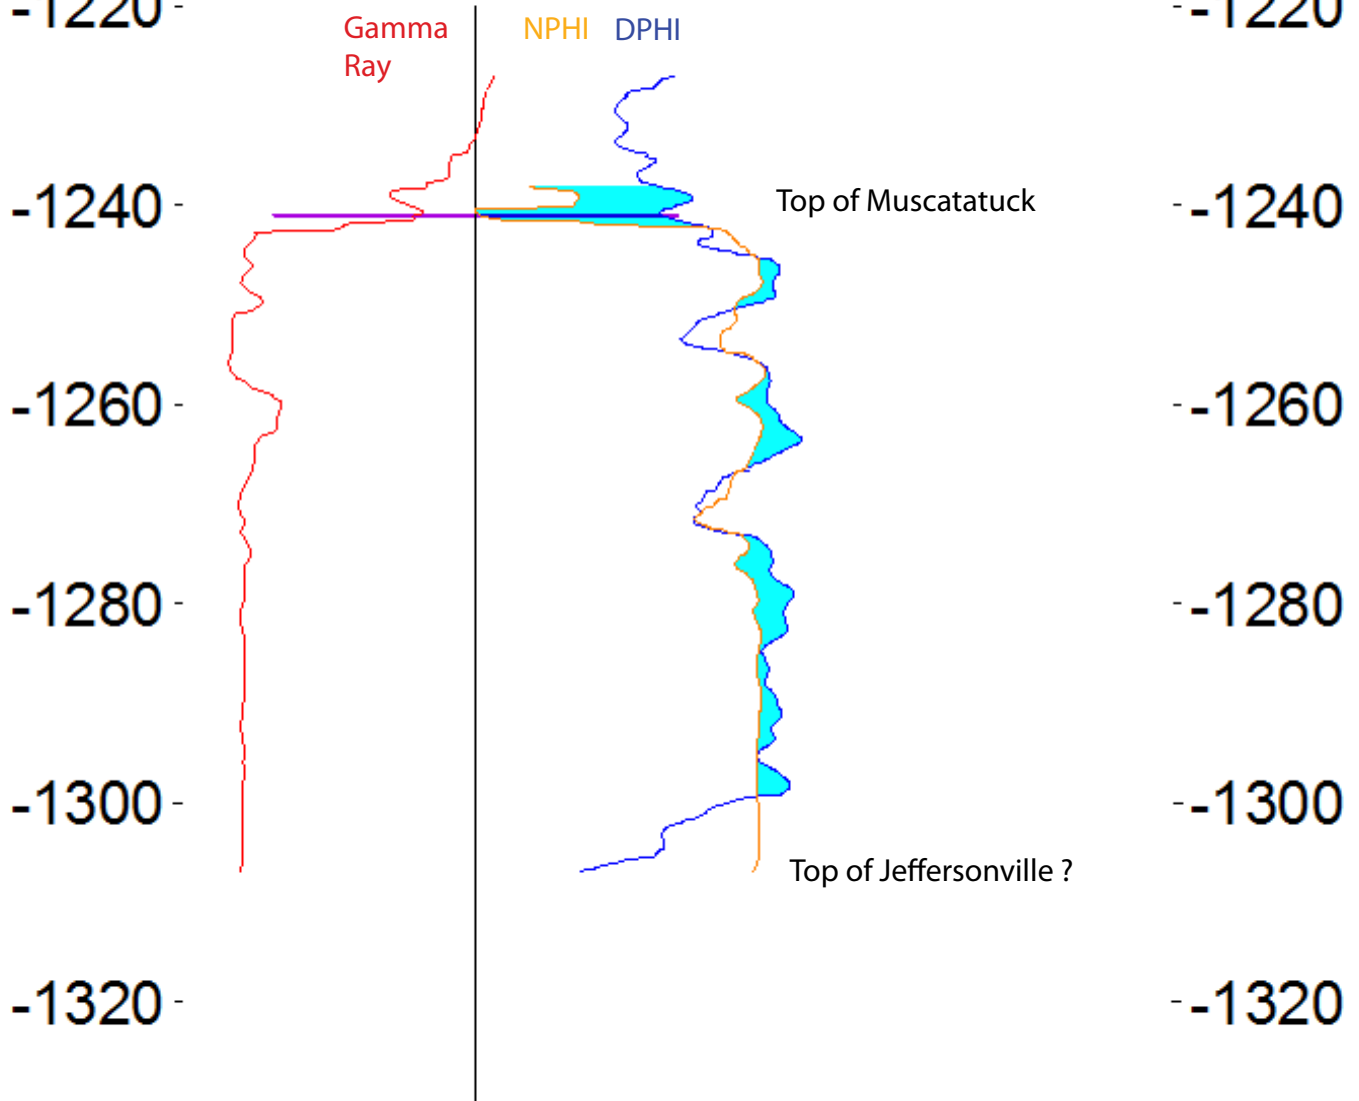 -1220 -1220
Gamma NPHI DPHI
Ray
-1240 Top of Muscatatuck -1240
-1260 -1260
-1280 -1280
-1300 -1300
Top of Jeffersonville ?
-1320 -1320